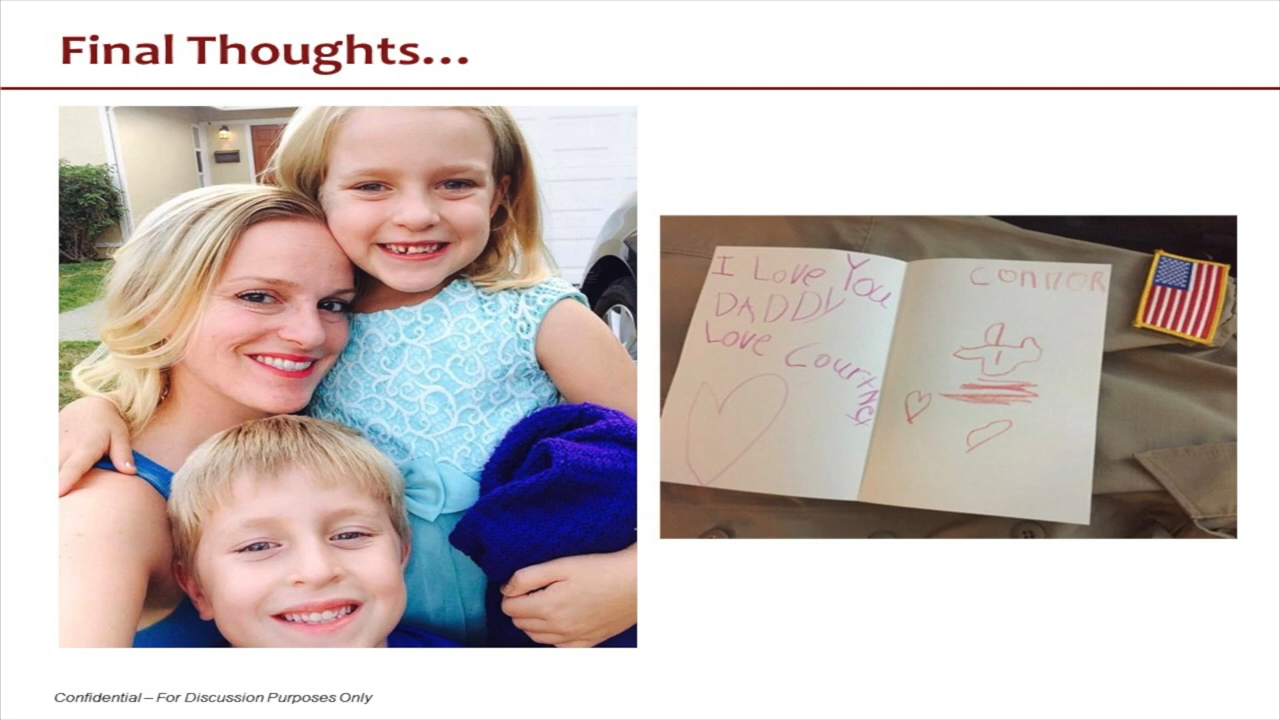 Final Thoughts...
I Love You
DADDY
Love Courtney
CONNOR
Confidential – For Discussion Purposes Only